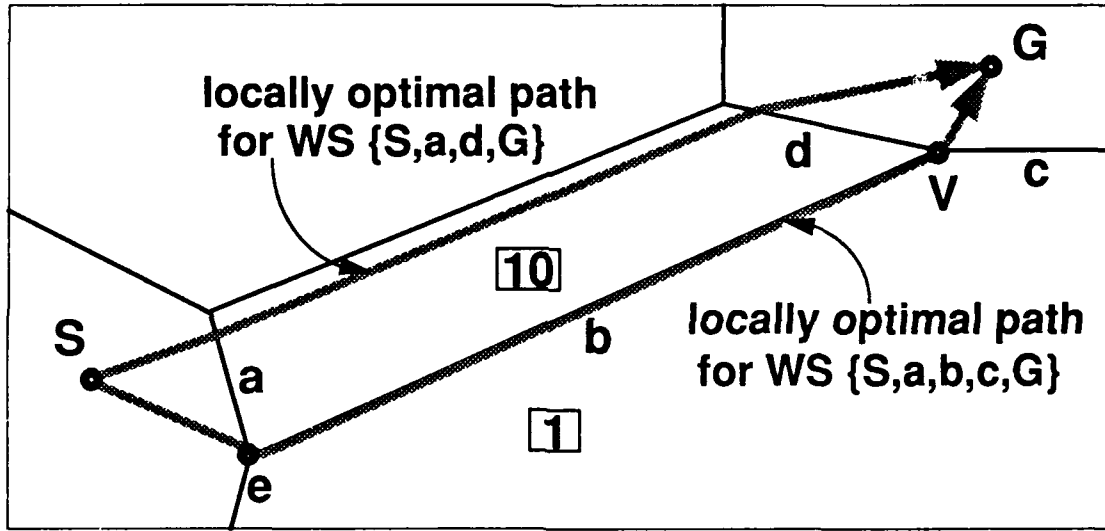 G
locally optimal path
for WS {S,a,d,G}
d
V
c
10
S
a
b
locally optimal path
for WS {S,a,b,c,G}
1
e